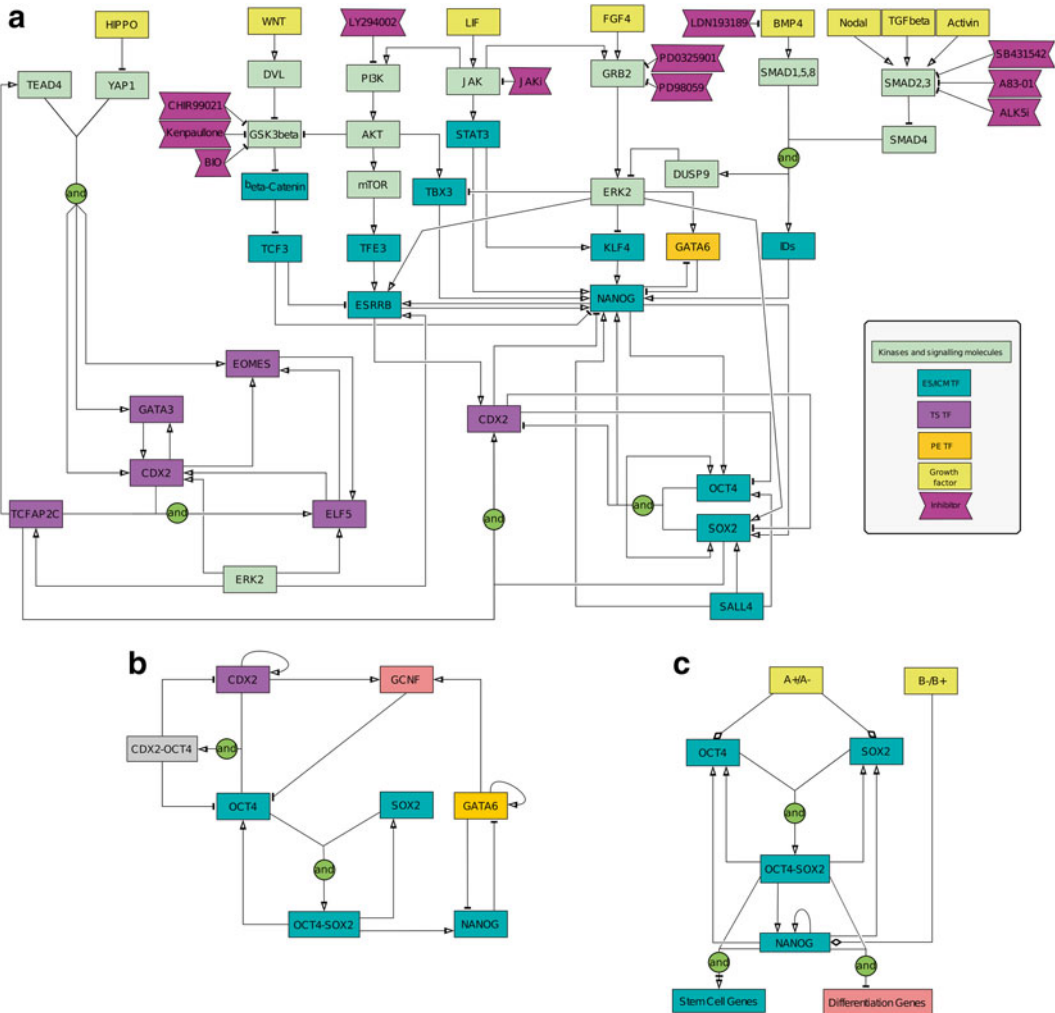 a
HIPPO
WNT
LY294002
LIF
FGF4
LDN193189
BMP4
Nodal
TGFbeta
Activin
TEAD4
YAP1
DVL
PI3K
JAK
JAKi
GRB2
PD0325901
PD98059
SMAD1,5,8
SMAD2,3
SB431542
A83-01
ALK5i
CHIR99021
Kenpaullone
BIO
GSK3beta
AKT
STAT3
SMAD4
and
and
beta-Catenin
mTOR
TBX3
ERK2
DUSP9
TCF3
TFE3
KLF4
GATA6
IDs
ESRRB
NANOG
EOMES
GATA3
CDX2
CDX2
OCT4
TCFAP2C
and
ELF5
and
and
SOX2
ERK2
SALL4
Kinases and signalling molecules
ES/ICM TF
TS TF
PE TF
Growth
factor
Inhibitor
b
CDX2
GCNF
CDX2-OCT4
and
OCT4
SOX2
GATA6
and
OCT4-SOX2
NANOG
c
A+/A-
B-/B+
OCT4
SOX2
and
OCT4-SOX2
NANOG
and
and
Stem Cell Genes
Differentiation Genes